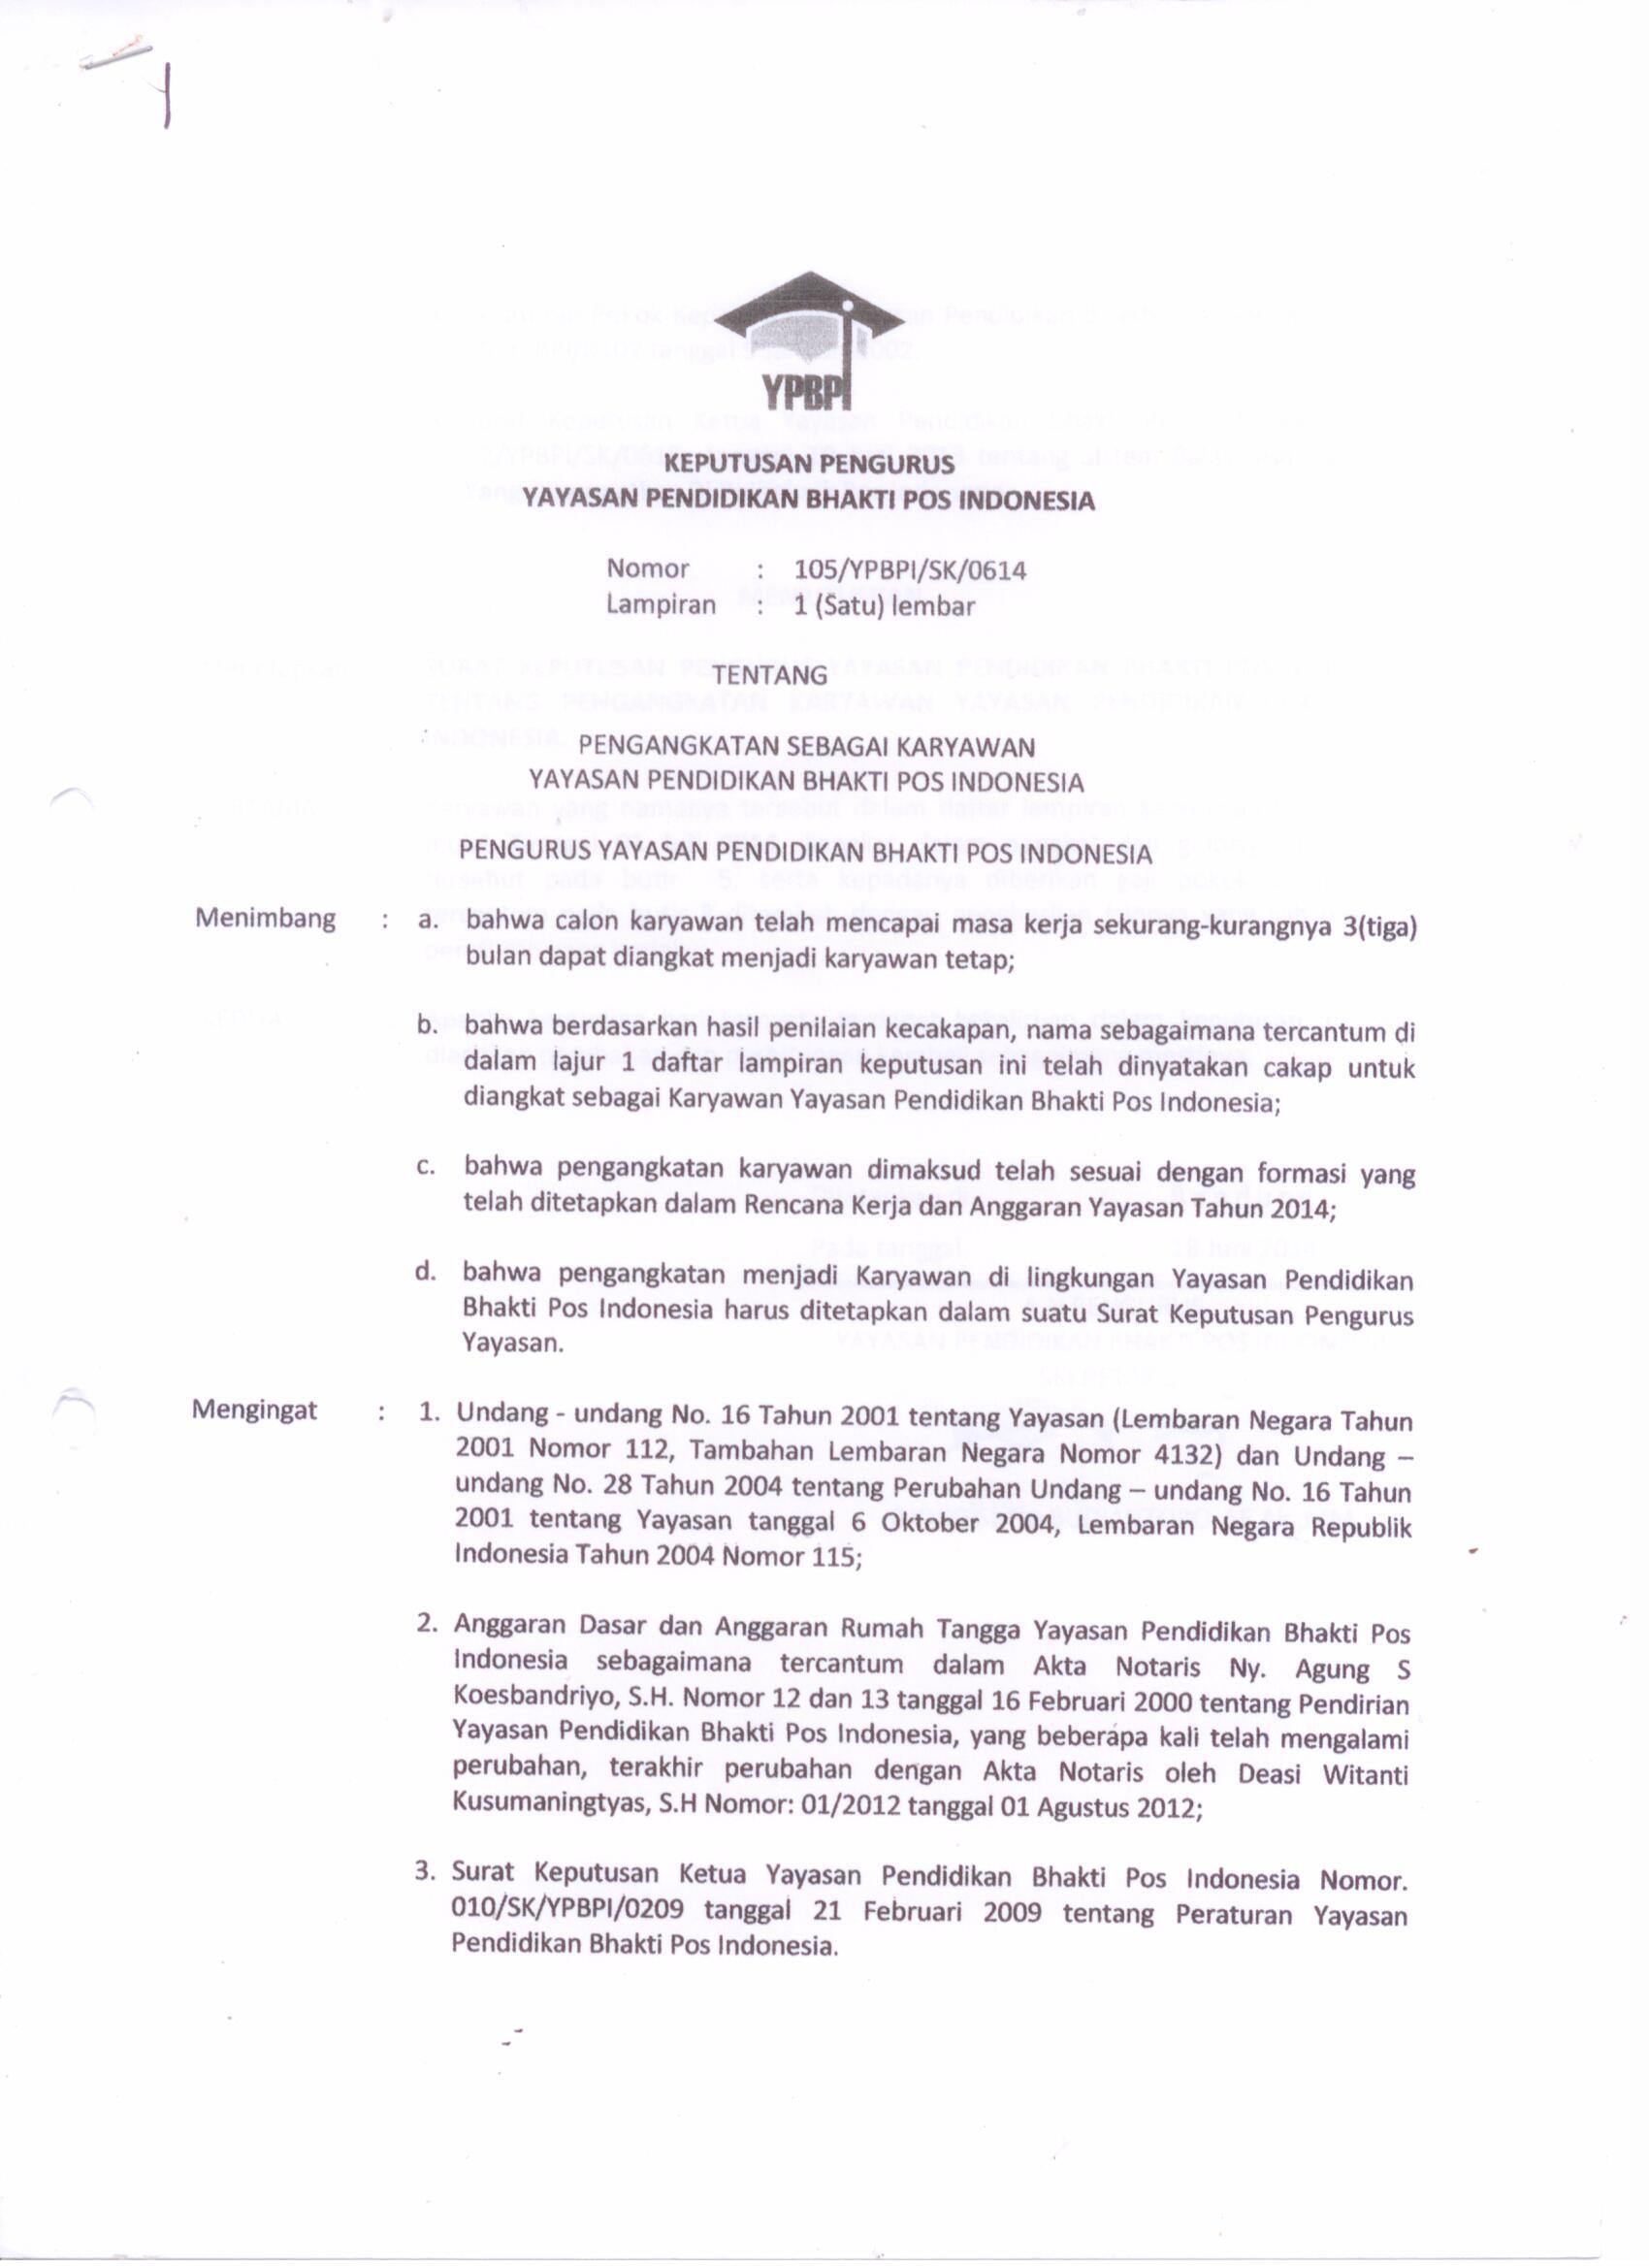 YPBPI
KEPUTUSAN PENGURUS
YAYASAN PENDIDIKAN BHAKTI POS INDONESIA
Nomor : 105/YPBPI/SK/0614
Lampiran : 1 (Satu) lembar
TENTANG
PENGANGKATAN SEBAGAI KARYAWAN
YAYASAN PENDIDIKAN BHAKTI POS INDONESIA
PENGURUS YAYASAN PENDIDIKAN BHAKTI POS INDONESIA
Menimbang : a. bahwa calon karyawan telah mencapai masa kerja sekurang-kurangnya 3(tiga)
bulan dapat diangkat menjadi karyawan tetap;
b. bahwa berdasarkan hasil penilaian kecakapan, nama sebagaimana tercantum di
dalam lajur 1 daftar lampiran keputusan ini telah dinyatakan cakap untuk
diangkat sebagai Karyawan Yayasan Pendidikan Bhakti Pos Indonesia;
c. bahwa pengangkatan karyawan dimaksud telah sesuai dengan formasi yang
telah ditetapkan dalam Rencana Kerja dan Anggaran Yayasan Tahun 2014;
d. bahwa pengangkatan menjadi Karyawan di lingkungan Yayasan Pendidikan
Bhakti Pos Indonesia harus ditetapkan dalam suatu Surat Keputusan Pengurus
Yayasan.
Mengingat : 1. Undang - undang No. 16 Tahun 2001 tentang Yayasan (Lembaran Negara Tahun
2001 Nomor 112, Tambahan Lembaran Negara Nomor 4132) dan Undang –
undang No. 28 Tahun 2004 tentang Perubahan Undang – undang No. 16 Tahun
2001 tentang Yayasan tanggal 6 Oktober 2004, Lembaran Negara Republik
Indonesia Tahun 2004 Nomor 115;
2. Anggaran Dasar dan Anggaran Rumah Tangga Yayasan Pendidikan Bhakti Pos
Indonesia sebagaimana tercantum dalam Akta Notaris Ny. Agung S
Koesbandriyo, S.H. Nomor 12 dan 13 tanggal 16 Februari 2000 tentang Pendirian
Yayasan Pendidikan Bhakti Pos Indonesia, yang beberapa kali telah mengalami
perubahan, terakhir perubahan dengan Akta Notaris oleh Deasi Witanti
Kusumaningtyas, S.H Nomor: 01/2012 tanggal 01 Agustus 2012;
3. Surat Keputusan Ketua Yayasan Pendidikan Bhakti Pos Indonesia Nomor.
010/SK/YPBPI/0209 tanggal 21 Februari 2009 tentang Peraturan Yayasan
Pendidikan Bhakti Pos Indonesia.